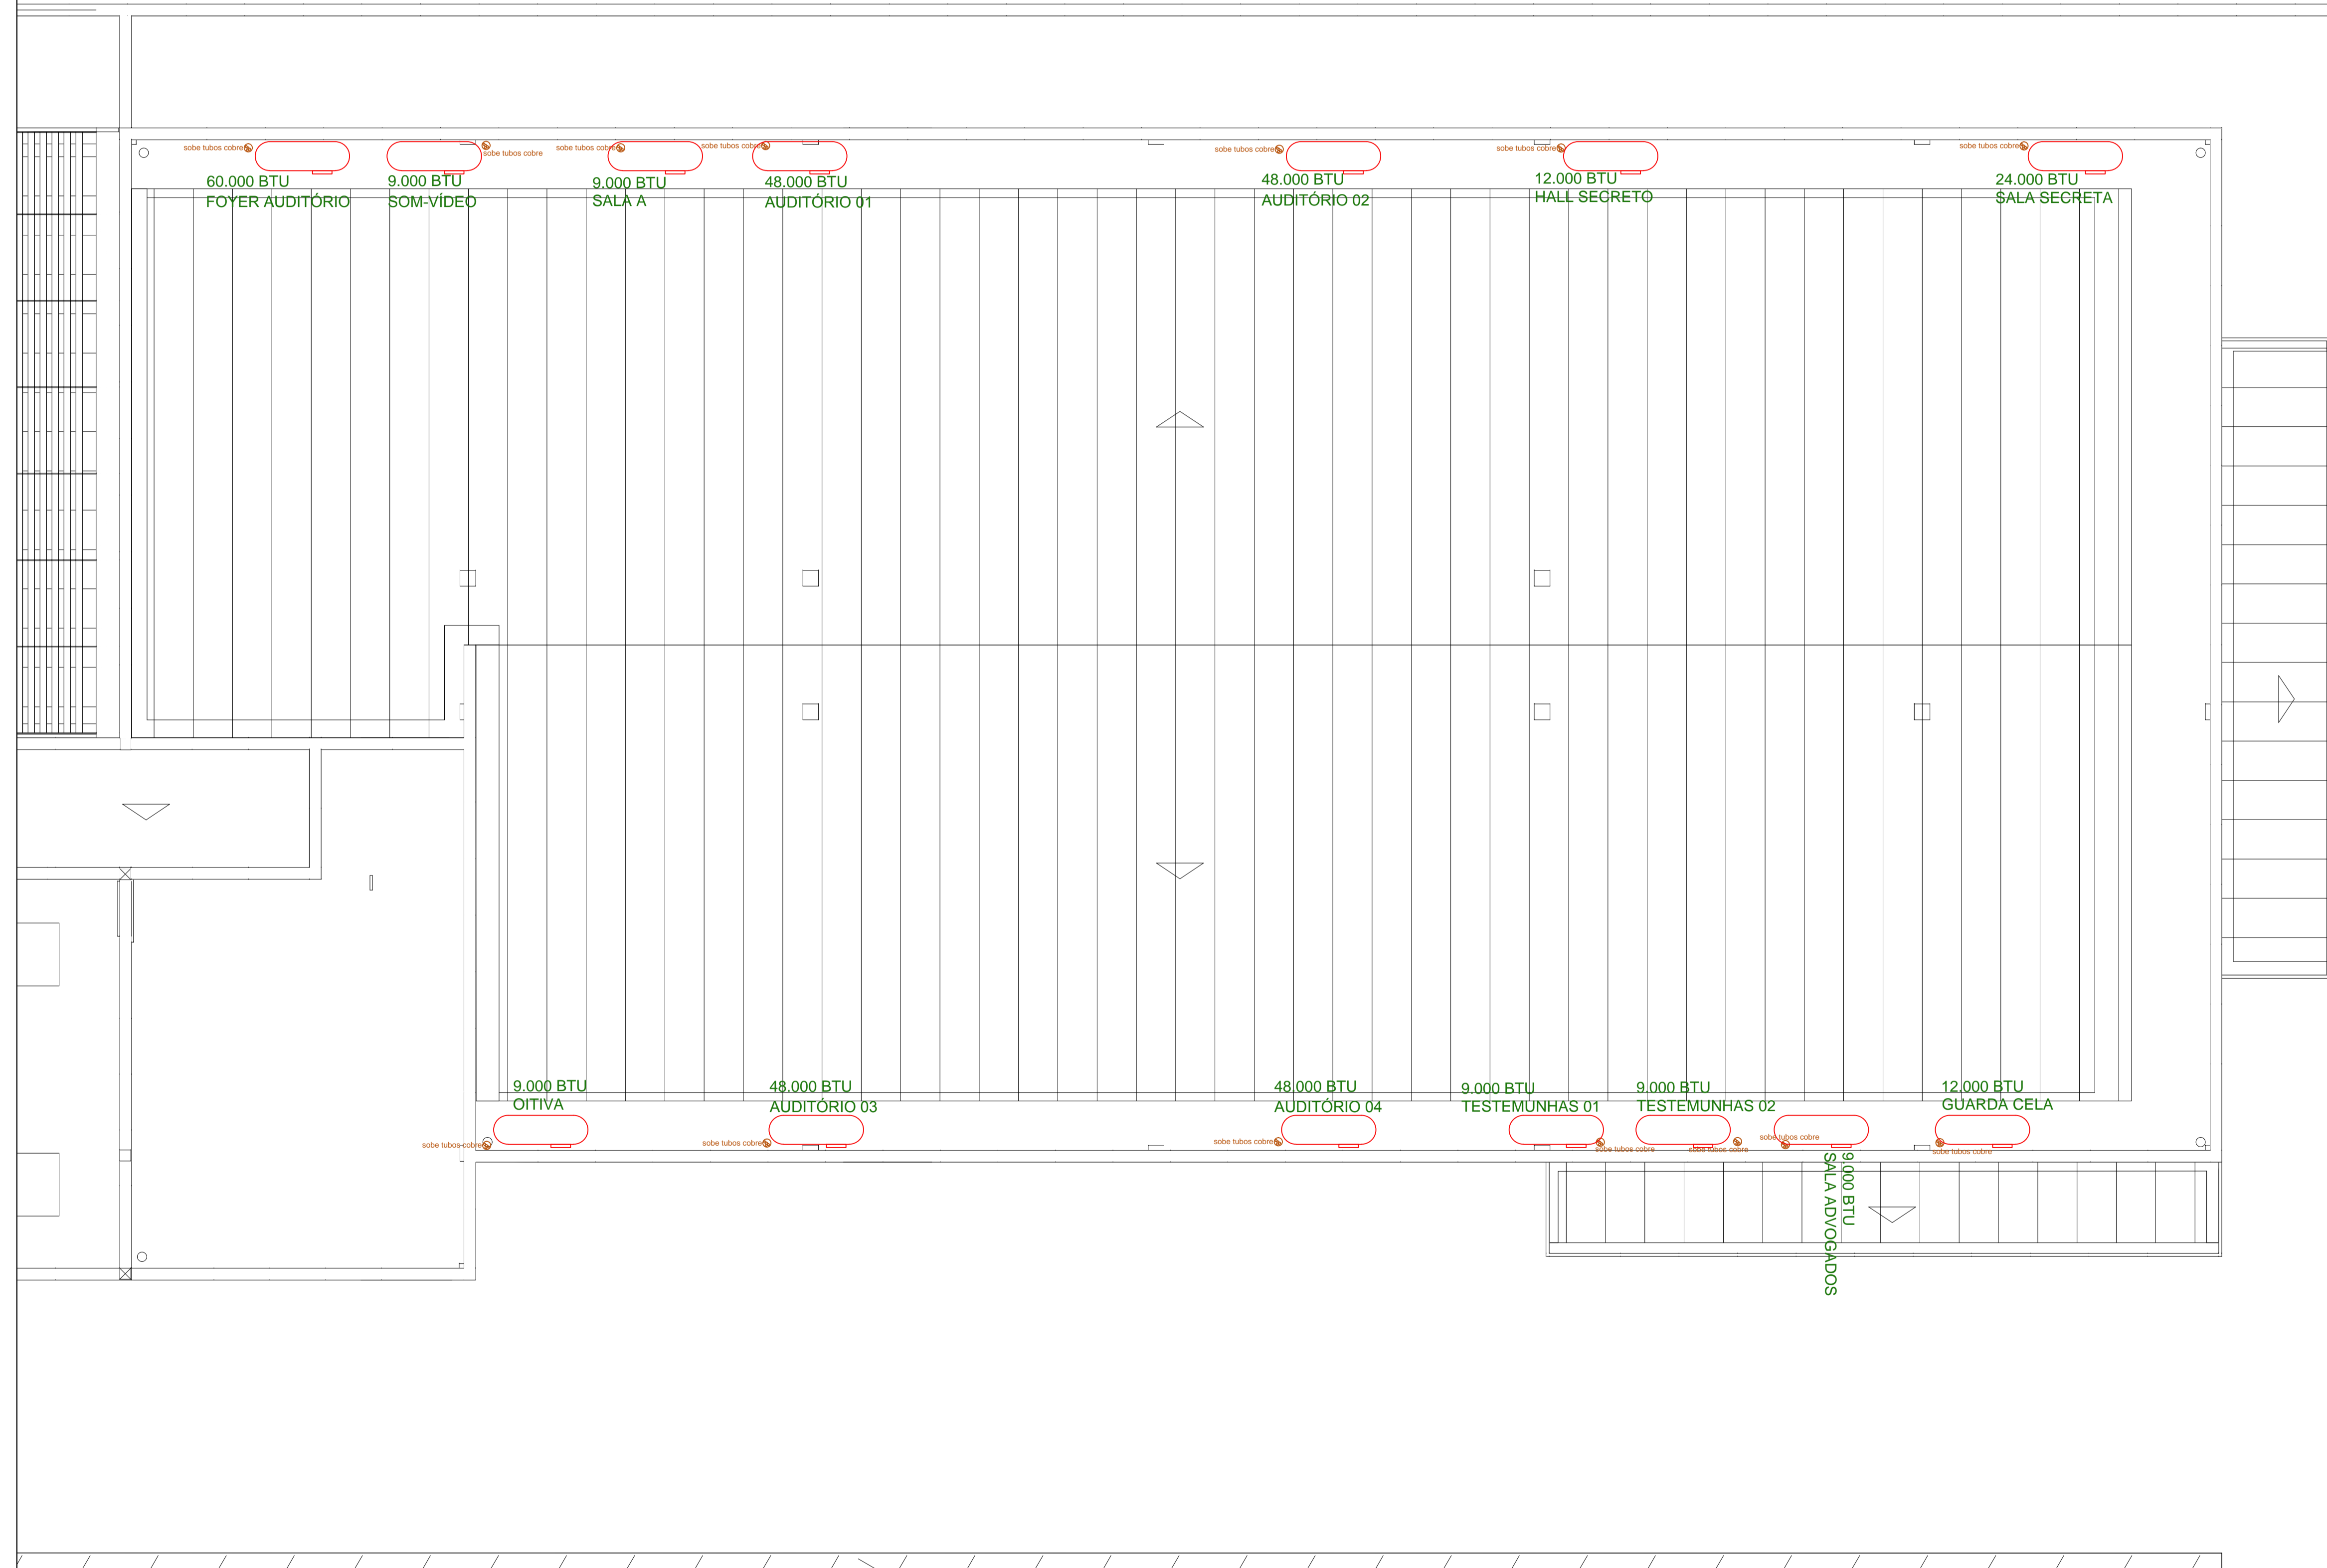 sobe tubos cobre
60.000 BTU
FOYER AUDITÓRIO
9.000 BTU
SOM-VÍDEO
sobe tubos cobre
sobe tubos cobre
9.000 BTU
SALA A
sobe tubos cobre
48.000 BTU
AUDITÓRIO 01
sobe tubos cobre
48.000 BTU
AUDITÓRIO 02
sobe tubos cobre
12.000 BTU
HALL SECRETO
sobe tubos cobre
24.000 BTU
SALA SECRETA
9.000 BTU
OITIVA
sobe tubos cobre
48.000 BTU
AUDITÓRIO 03
sobe tubos cobre
48.000 BTU
AUDITÓRIO 04
sobe tubos cobre
9.000 BTU
TESTEMUNHAS 01
sobe tubos cobre
9.000 BTU
TESTEMUNHAS 02
sobe tubos cobre
sobe tubos cobre
9.000 BTU
SALA ADVOGADOS
12.000 BTU
GUARDA CELA
sobe tubos cobre